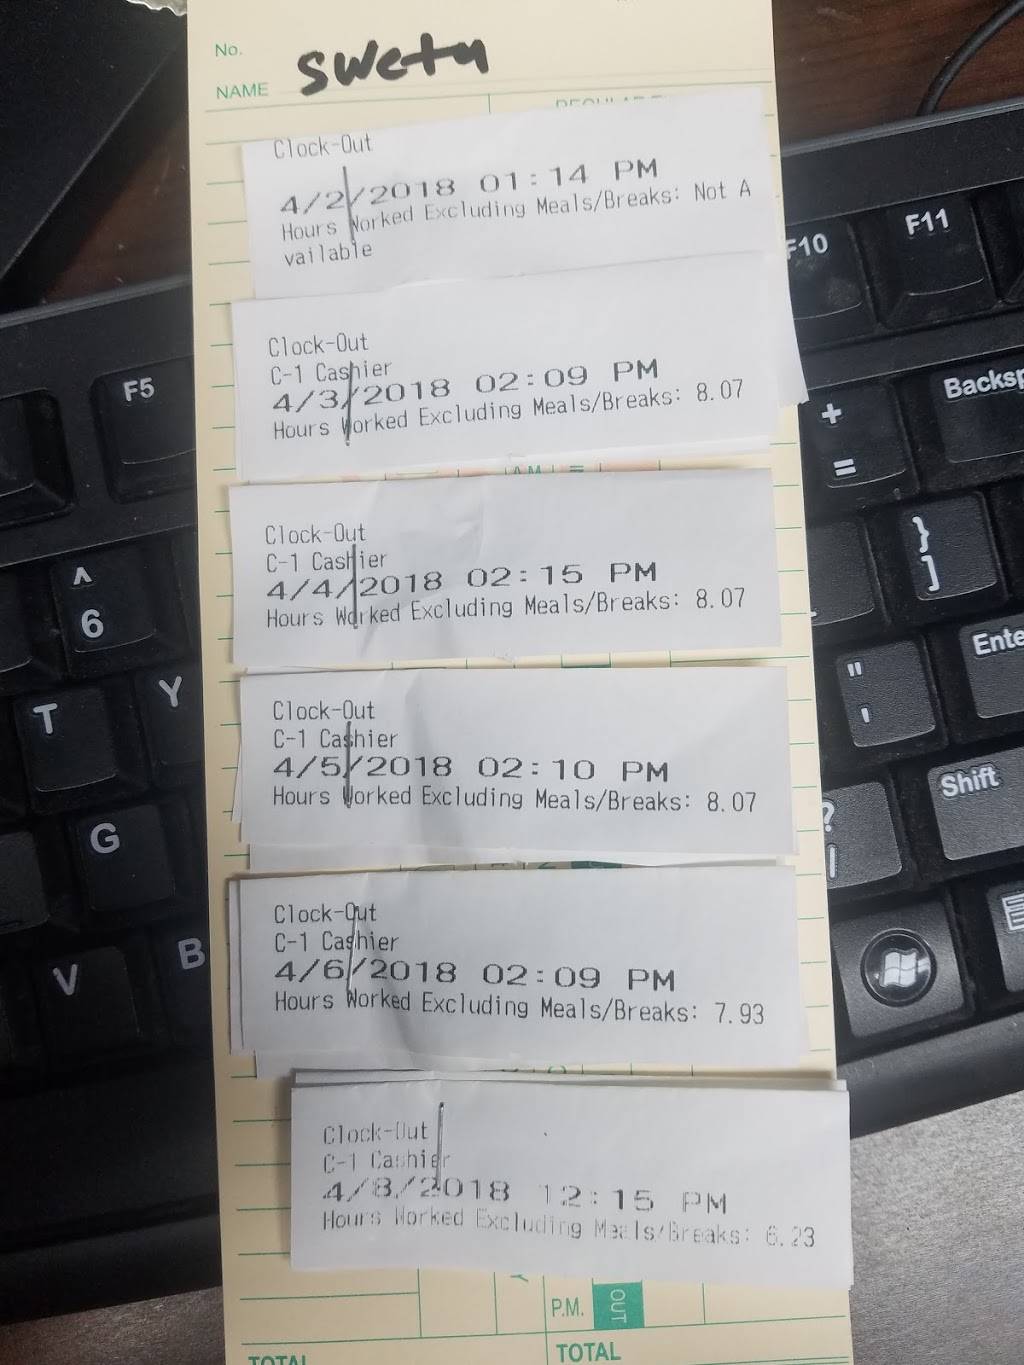 No.
NAME swety
Clock-Out
4/2/2018 01:14 PM
Hours Worked Excluding Meals/Breaks: Not A
vailable
Clock-Out
C-1 Cashier
4/3/2018 02:09 PM
Hours Worked Excluding Meals/Breaks: 8.07
AM
Clock-Out
C-1 Cashier
4/4/2018 02:15 PM
Hours Worked Excluding Meals/Breaks: 8.07
Clock-Out
C-1 Cashier
4/5/2018 02:10 PM
Hours Worked Excluding Meals/Breaks: 8.07
Clock-Out
C-1 Cashier
4/6/2018 02:09 PM
Hours Worked Excluding Meals/Breaks: 7.93
Clock-Out
C-1 Cashier
4/8/2018 12:15 PM
Hours Worked Excluding Meals/Breaks: 6.23
P.M. OUT
TOTAL TOTAL
F5
^
6
T Y
G
V B
F10 F11
+
=
Backsp
}
]
"
'
Ente
?
/
Shift